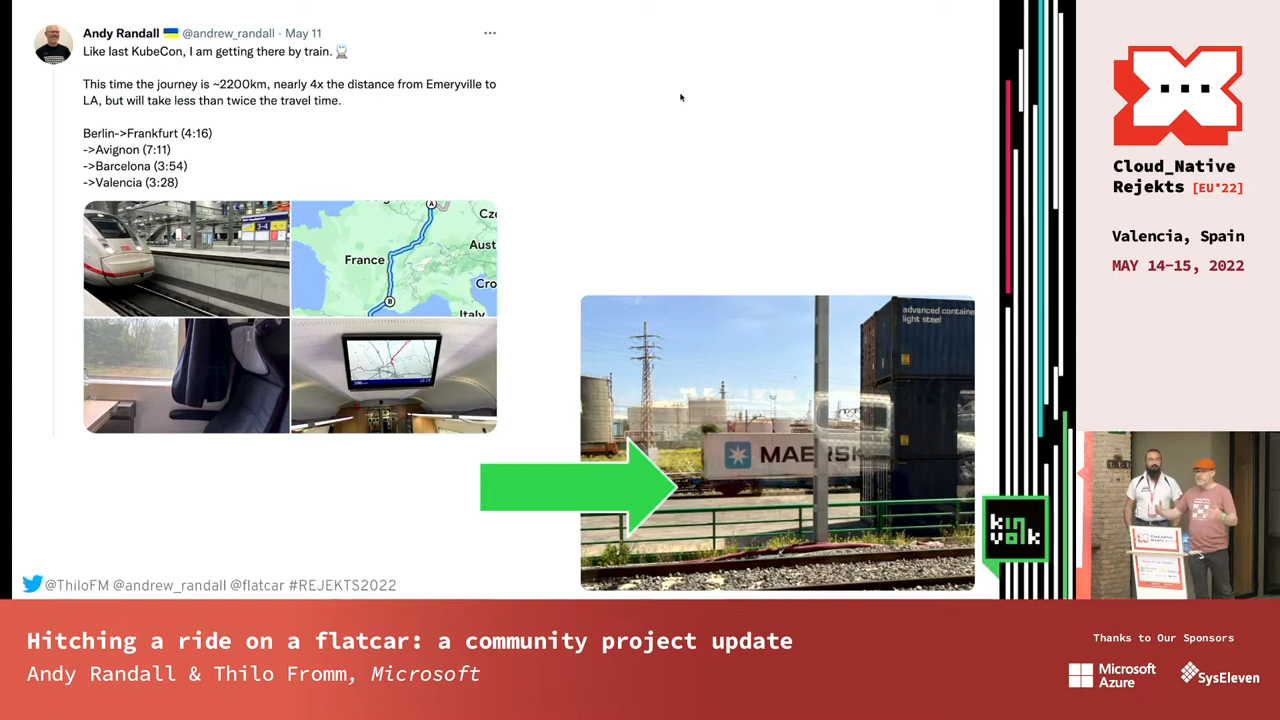 Andy Randall 🇺🇦 @andrew_randall · May 11
Like last KubeCon, I am getting there by train. 🚆
This time the journey is ~2200km, nearly 4x the distance from Emeryville to
LA, but will take less than twice the travel time.
Berlin->Frankfurt (4:16)
->Avignon (7:11)
->Barcelona (3:54)
->Valencia (3:28)
3-4
A
Cze
France
Aust
Cro
B
Italy
advanced containe
light steel
MAERSK
kinvolk
@ThiloFM @andrew_randall @flatcar #REJEKTS2022
Cloud_Native
Rejekts [EU*22]
Valencia, Spain
MAY 14-15, 2022
Hitching a ride on a flatcar: a community project update
Andy Randall & Thilo Fromm, Microsoft
Thanks to Our Sponsors
Microsoft
Azure
SysEleven